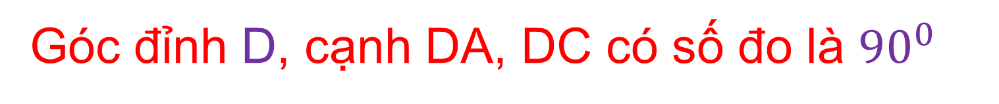 Góc đỉnh D, cạnh DA, DC có số đo là 90⁰